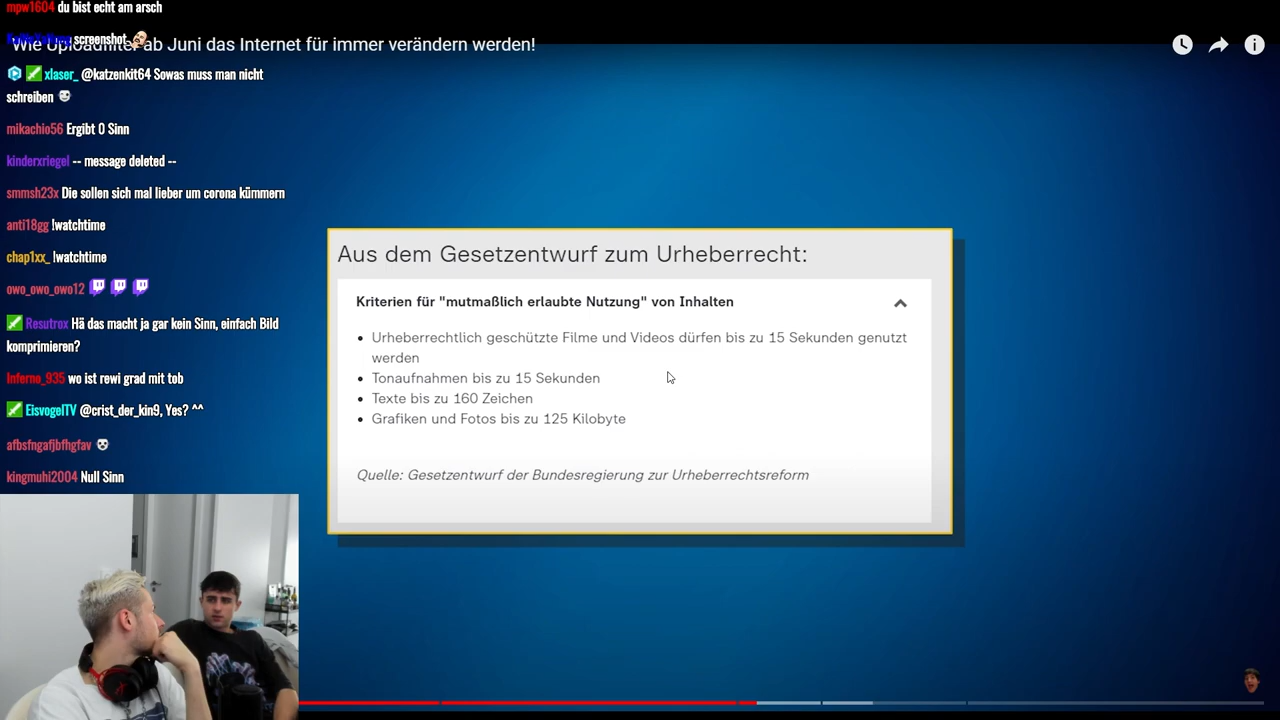 mpw1604 du bist echt am arsch
screenshot
Wie Uploadfilter ab Juni das Internet für immer verändern werden!
xlaser_ @katzenkit64 Sowas muss man nicht
schreiben
mikachio56 Ergibt 0 Sinn
kinderxriegel -- message deleted --
smmsh23x Die sollen sich mal lieber um corona kümmern
anti18gg !watchtime
chap1xx_ !watchtime
owo_owo_owo12
Resutrox Hä das macht ja gar kein Sinn, einfach Bild
komprimieren?
Inferno_935 wo ist rewi grad mit tob
EisvogelTV @crist_der_kin9, Yes? ^^
afbsfngafjbfhgfav
kingmuhi2004 Null Sinn
Aus dem Gesetzentwurf zum Urheberrecht:
Kriterien für "mutmaßlich erlaubte Nutzung" von Inhalten
• Urheberrechtlich geschützte Filme und Videos dürfen bis zu 15 Sekunden genutzt
werden
• Tonaufnahmen bis zu 15 Sekunden
• Texte bis zu 160 Zeichen
• Grafiken und Fotos bis zu 125 Kilobyte
Quelle: Gesetzentwurf der Bundesregierung zur Urheberrechtsreform